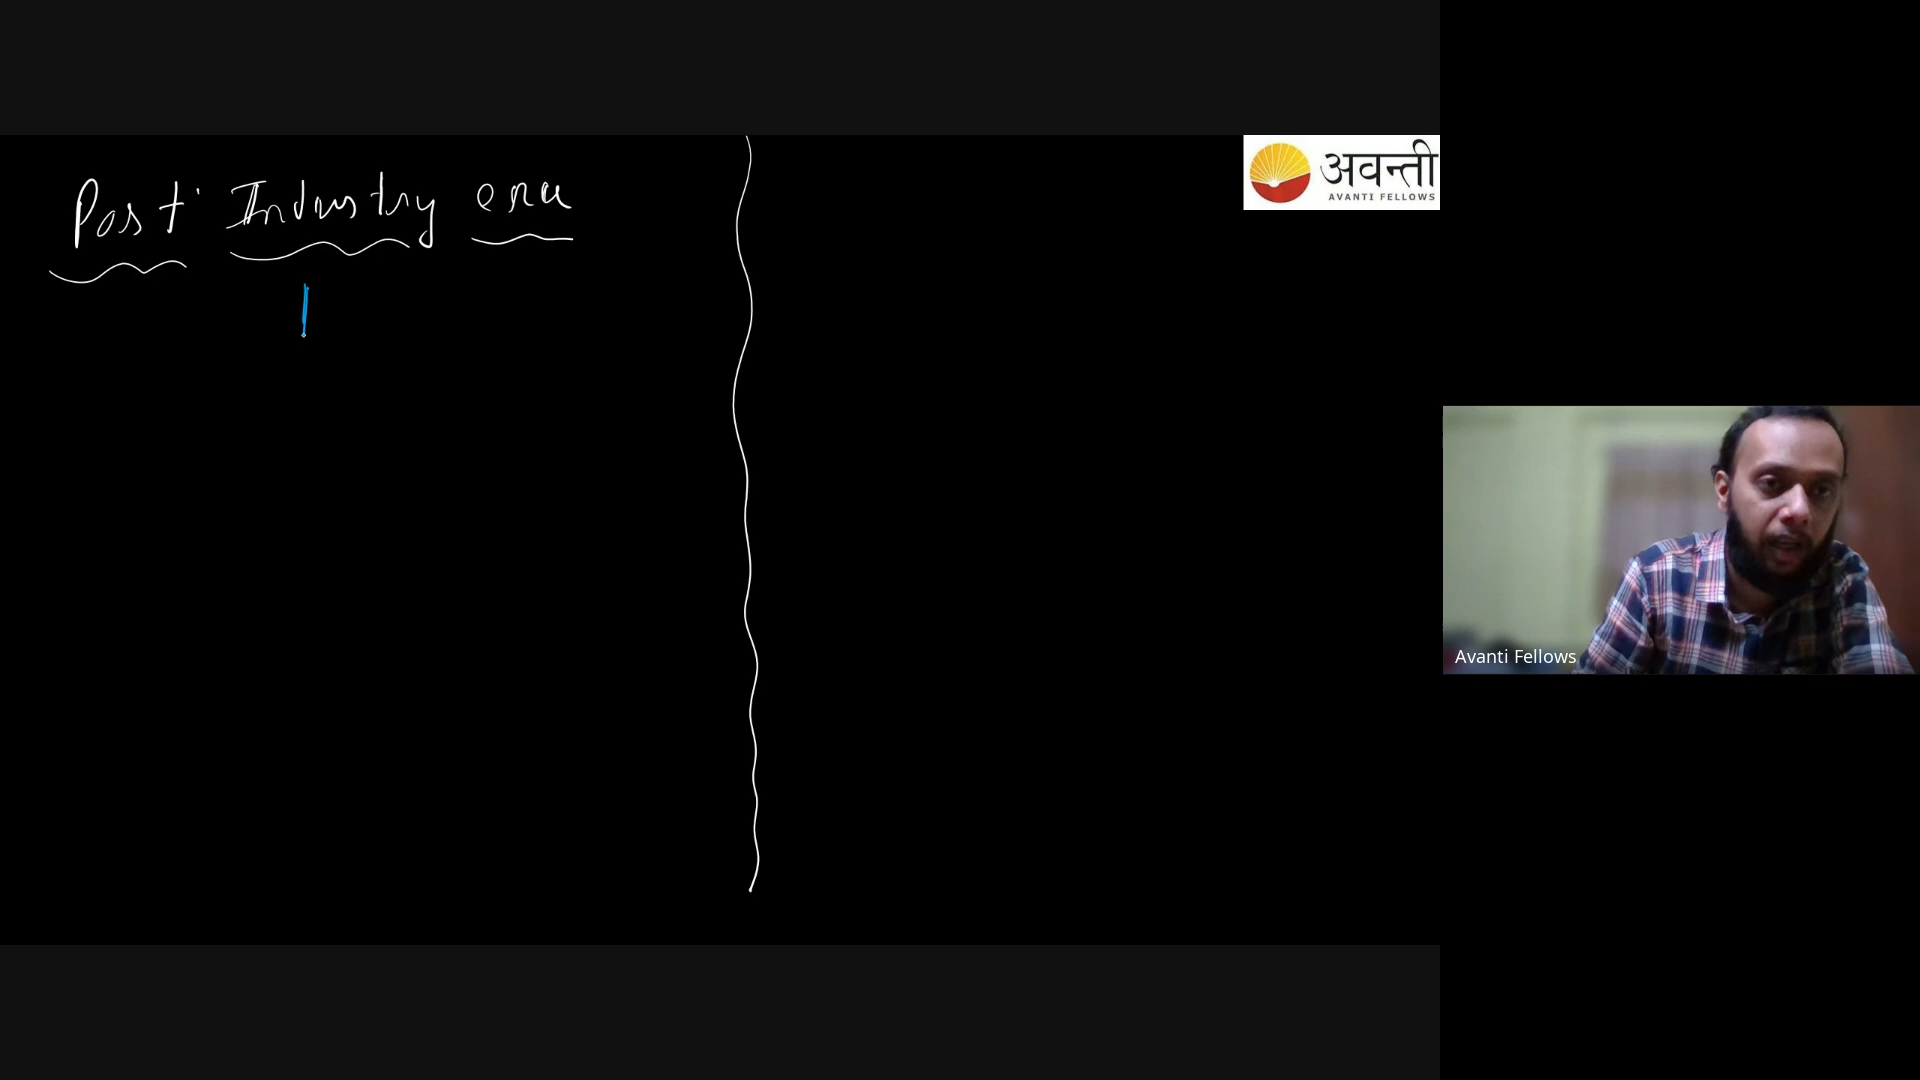 Post Industry era
अवन्ती
AVANTI FELLOWS
Avanti Fellows